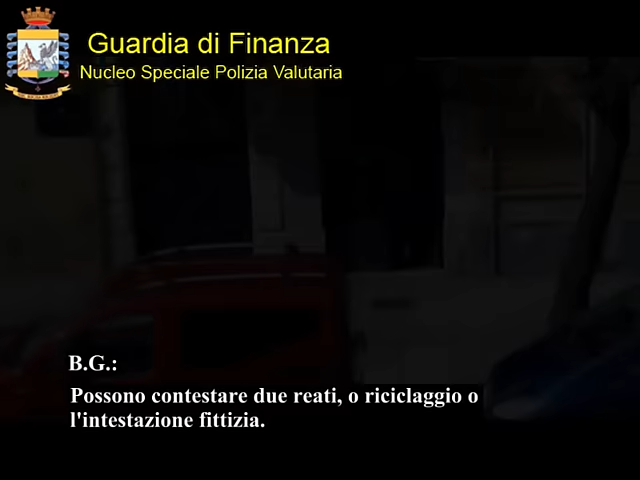 Guardia di Finanza
Nucleo Speciale Polizia Valutaria
B.G.:
Possono contestare due reati, o riciclaggio o
l'intestazione fittizia.